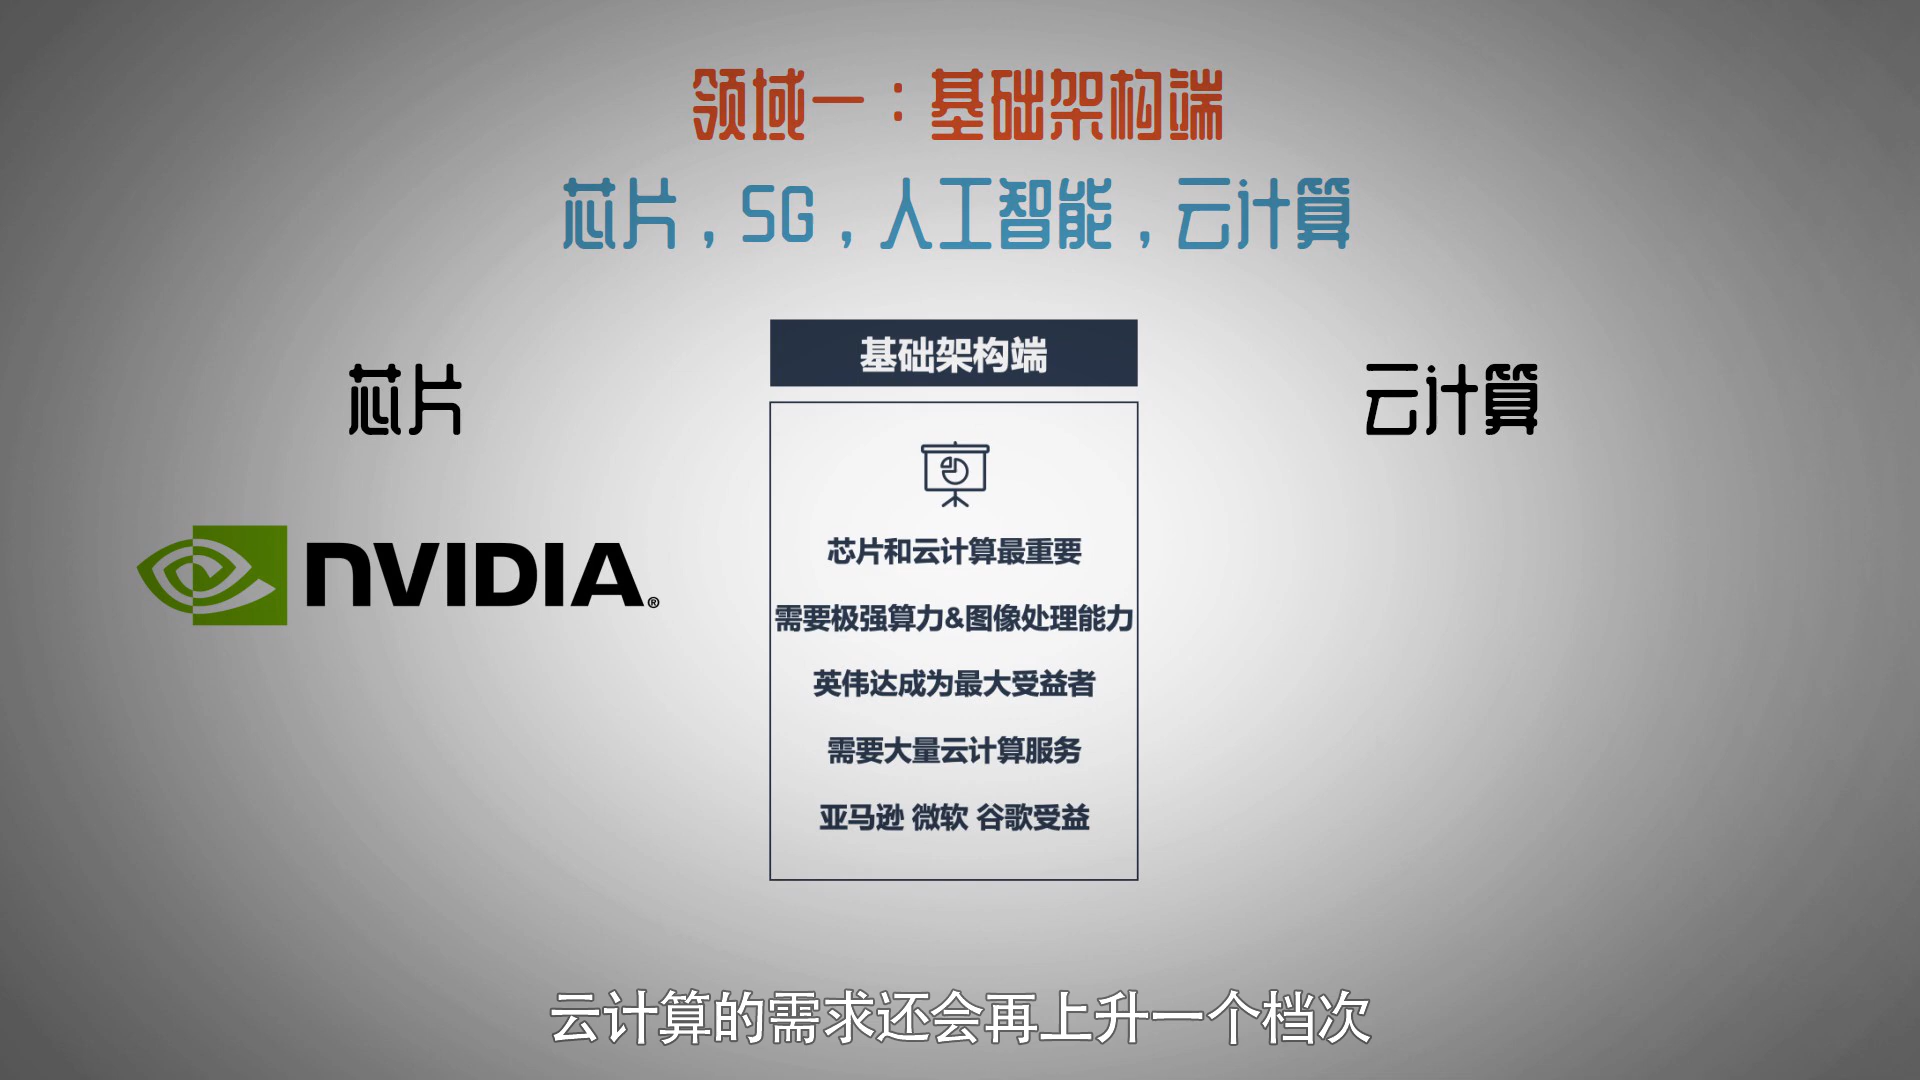 领域一：基础架构端
芯片，5G，人工智能，云计算
芯片
NVIDIA®
基础架构端
芯片和云计算最重要
需要极强算力&图像处理能力
英伟达成为最大受益者
需要大量云计算服务
亚马逊 微软 谷歌受益
云计算
云计算的需求还会再上升一个档次